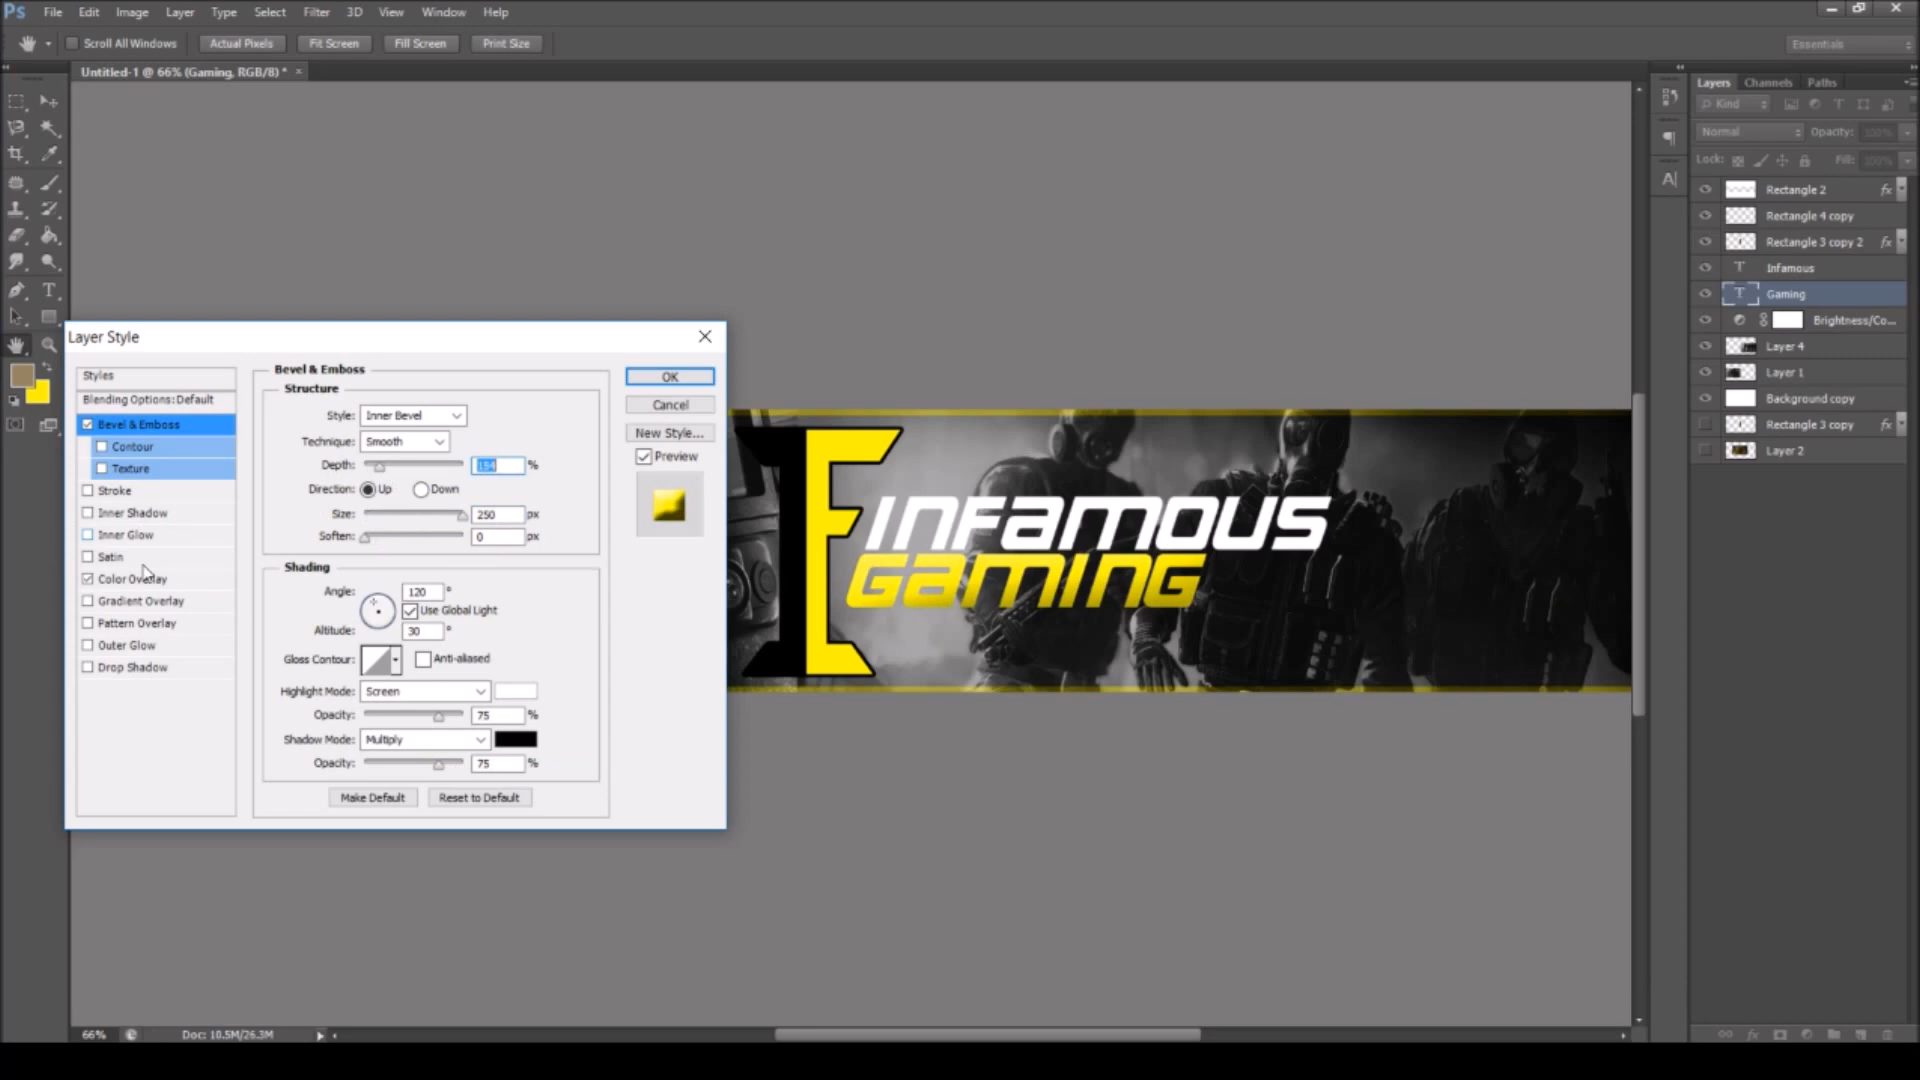 Ps File Edit Image Layer Type Select Filter 3D View Window Help
Scroll All Windows Actual Pixels Fit Screen Fill Screen Print Size Essentials
Untitled-1 @ 66% (Gaming, RGB/8) * ×
Layers Channels Paths
Kind
Normal Opacity: 100%
Lock: Fill: 100%
Rectangle 2 fx
Rectangle 4 copy
Rectangle 3 copy 2 fx
Infamous
Gaming
Brightness/Co...
Layer 4
Layer 1
Background copy
Rectangle 3 copy fx
Layer 2
Layer Style
Styles
Blending Options: Default
Bevel & Emboss
Contour
Texture
Stroke
Inner Shadow
Inner Glow
Satin
Color Overlay
Gradient Overlay
Pattern Overlay
Outer Glow
Drop Shadow
Bevel & Emboss
Structure
Style: Inner Bevel
Technique: Smooth
Depth: 154 %
Direction: Up Down
Size: 250 px
Soften: 0 px
Shading
Angle: 120 °
Use Global Light
Altitude: 30 °
Gloss Contour: Anti-aliased
Highlight Mode: Screen
Opacity: 75 %
Shadow Mode: Multiply
Opacity: 75 %
Make Default Reset to Default
OK
Cancel
New Style...
Preview
INFAMOUS
GAMING
66% Doc: 10.5M/26.3M